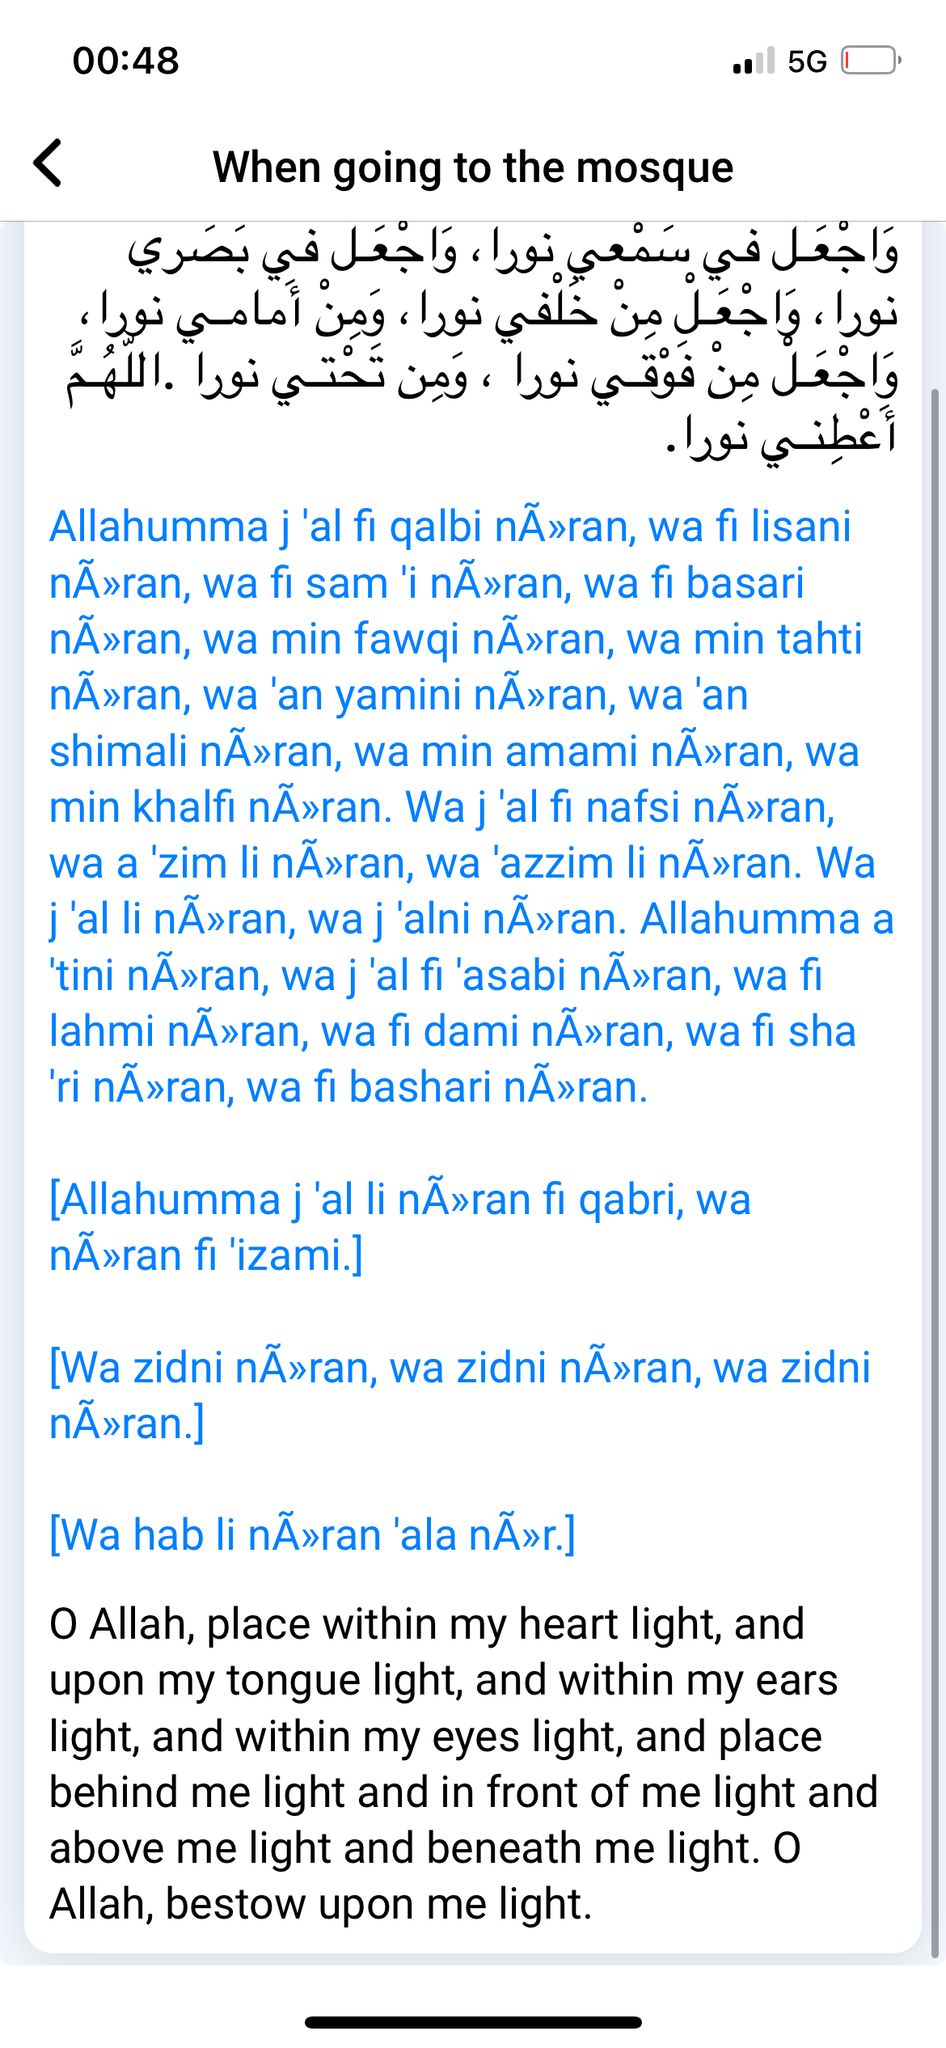 00:48
5G
When going to the mosque
وَاجْعَـل في سَمْعي نورا، وَاجْعَـل في بَصَري
نورا، وَاجْعَـلْ مِنْ خَلْفي نورا، وَمِنْ أَمامـي نورا،
وَاجْعَـلْ مِنْ فَوْقـي نورا ، وَمِن تَحْتـي نورا .اللّهُـمَّ
أَعْطِنـي نورا.
Allahumma j 'al fi qalbi nÃ»ran, wa fi lisani
nÃ»ran, wa fi sam 'i nÃ»ran, wa fi basari
nÃ»ran, wa min fawqi nÃ»ran, wa min tahti
nÃ»ran, wa 'an yamini nÃ»ran, wa 'an
shimali nÃ»ran, wa min amami nÃ»ran, wa
min khalfi nÃ»ran. Wa j 'al fi nafsi nÃ»ran,
wa a 'zim li nÃ»ran, wa 'azzim li nÃ»ran. Wa
j 'al li nÃ»ran, wa j 'alni nÃ»ran. Allahumma a
'tini nÃ»ran, wa j 'al fi 'asabi nÃ»ran, wa fi
lahmi nÃ»ran, wa fi dami nÃ»ran, wa fi sha
'ri nÃ»ran, wa fi bashari nÃ»ran.
[Allahumma j 'al li nÃ»ran fi qabri, wa
nÃ»ran fi 'izami.]
[Wa zidni nÃ»ran, wa zidni nÃ»ran, wa zidni
nÃ»ran.]
[Wa hab li nÃ»ran 'ala nÃ»r.]
O Allah, place within my heart light, and
upon my tongue light, and within my ears
light, and within my eyes light, and place
behind me light and in front of me light and
above me light and beneath me light. O
Allah, bestow upon me light.